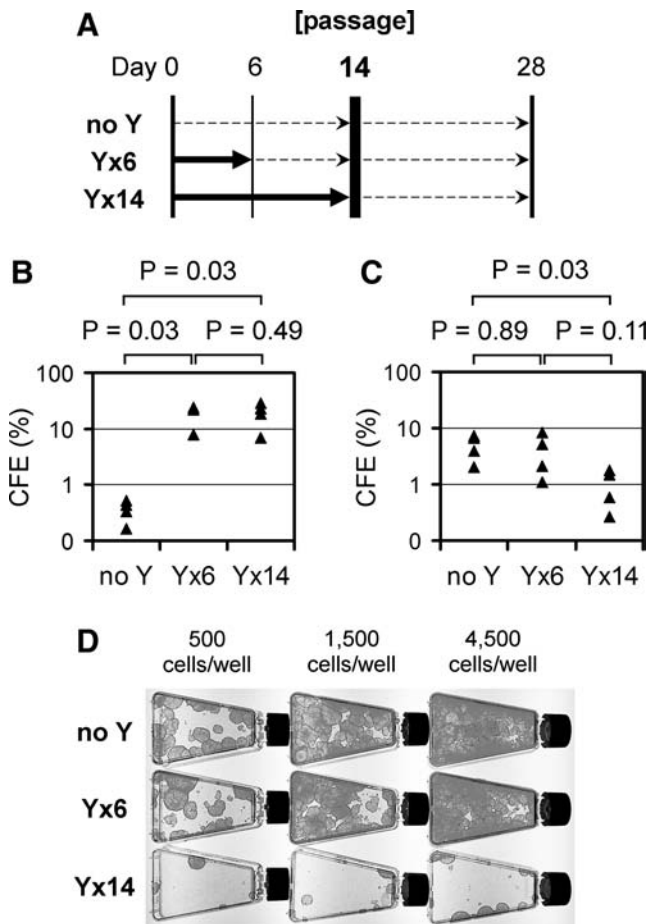 A
[passage]
Day 0 6 14 28
no Y
Yx6
Yx14
B
P = 0.03
P = 0.03 P = 0.49
CFE (%)
100
10
1
0
no Y Yx6 Yx14
C
P = 0.03
P = 0.89 P = 0.11
CFE (%)
100
10
1
0
no Y Yx6 Yx14
D
500 1,500 4,500
cells/well cells/well cells/well
no Y
Yx6
Yx14